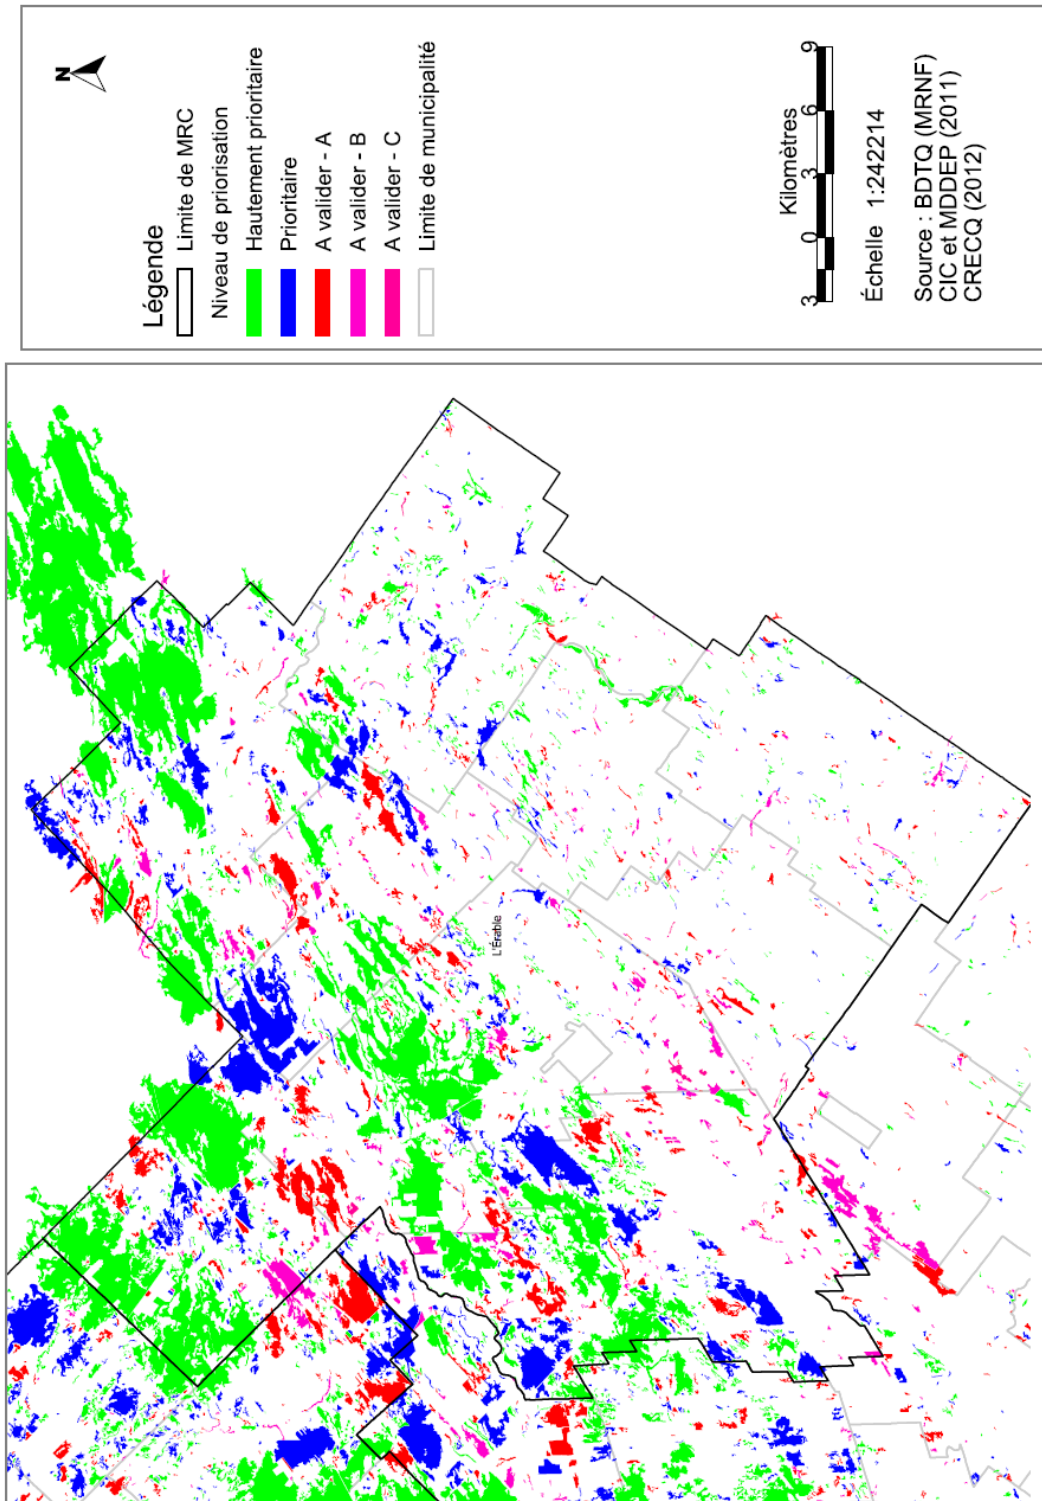 N
Légende
Limite de MRC
Niveau de priorisation
Hautement prioritaire
Prioritaire
A valider - A
A valider - B
A valider - C
Limite de municipalité
Kilomètres
3 0 3 6 9
Échelle 1:242214
Source : BDTQ (MRNF)
CIC et MDDEP (2011)
CRECQ (2012)
L'Érable